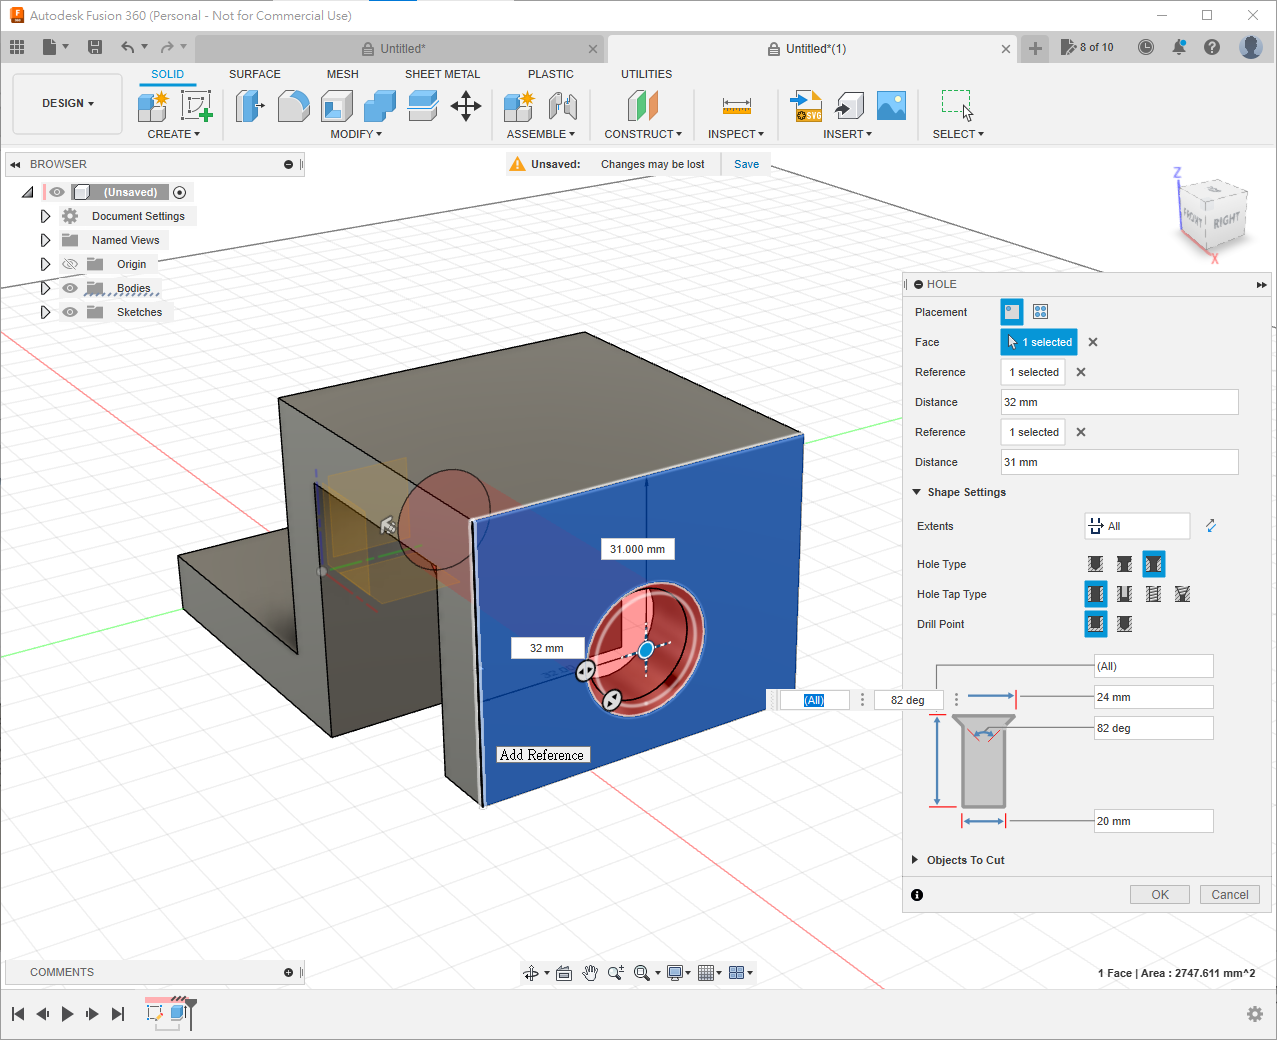 Autodesk Fusion 360 (Personal - Not for Commercial Use)
Untitled*
Untitled*(1)
8 of 10
SOLID
SURFACE
MESH
SHEET METAL
PLASTIC
UTILITIES
DESIGN
CREATE
MODIFY
ASSEMBLE
CONSTRUCT
INSPECT
INSERT
SELECT
SVG
BROWSER
Unsaved: Changes may be lost
Save
(Unsaved)
Document Settings
Named Views
Origin
Bodies
Sketches
Z
FRONT
RIGHT
X
31.000 mm
32 mm
(All)
82 deg
Add Reference
HOLE
Placement
Face
1 selected
Reference
1 selected
Distance
32 mm
Reference
1 selected
Distance
31 mm
Shape Settings
Extents
All
Hole Type
Hole Tap Type
Drill Point
(All)
24 mm
82 deg
20 mm
Objects To Cut
OK
Cancel
COMMENTS
1 Face | Area : 2747.611 mm^2